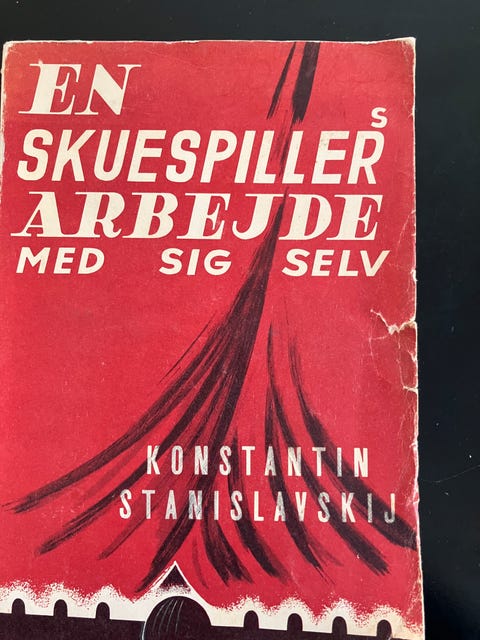 EN
SKUESPILLERS
ARBEJDE
MED SIG SELV
KONSTANTIN
STANISLAVSKIJ